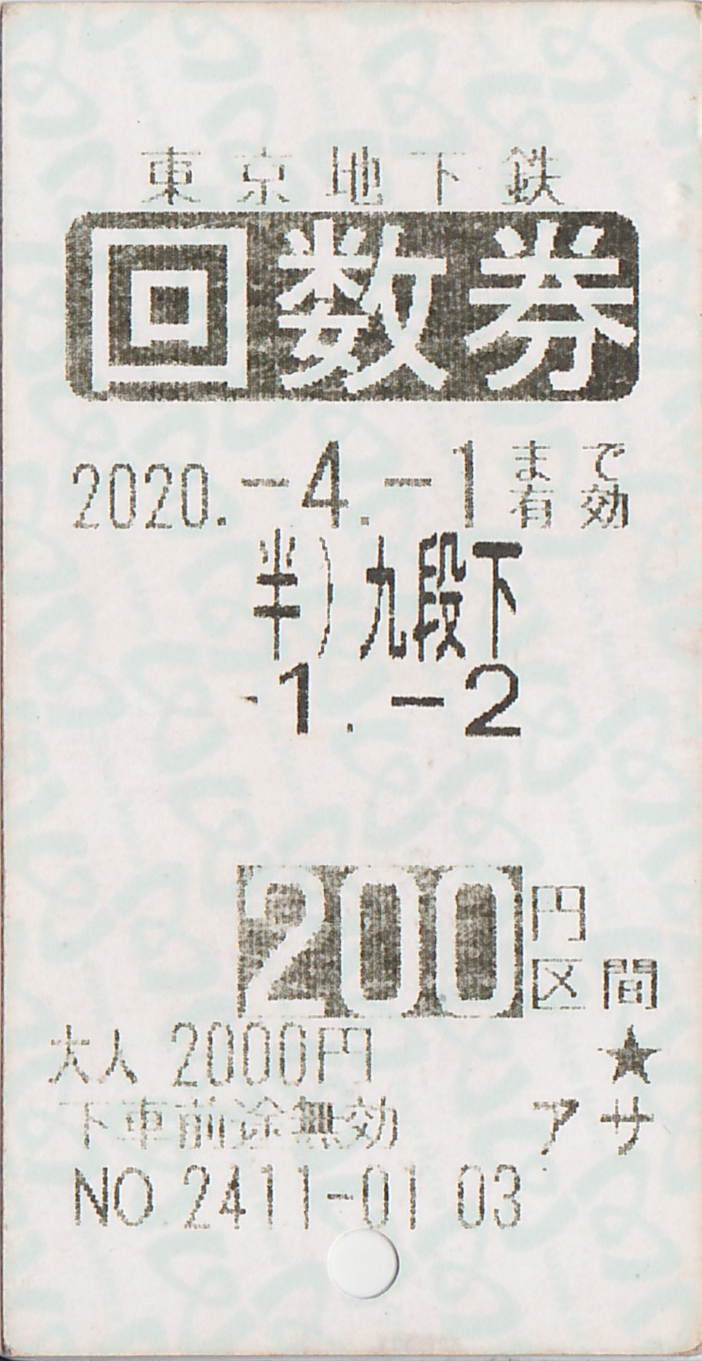 東京地下鉄
回数券
2020.-4.-1まで有効
半)九段下
-1.-2
200円区間
大人 2000円 ★
下車前途無効 アサ
NO 2411-01 03